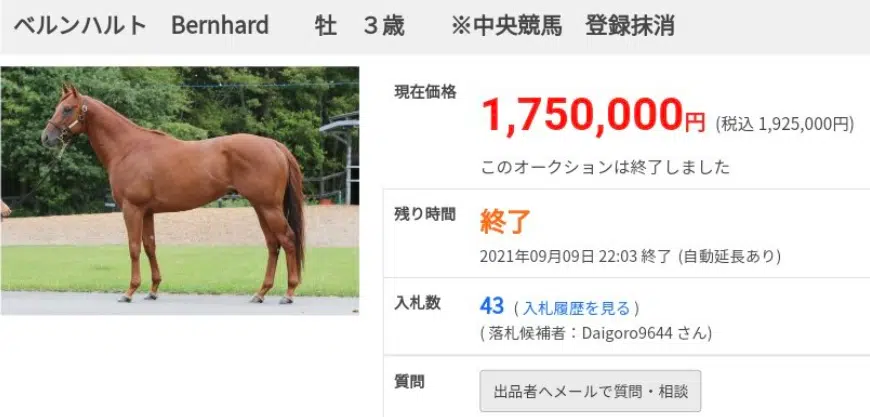 ベルンハルト Bernhard 牡 3歳 ※中央競馬 登録抹消
現在価格
1,750,000円 (税込 1,925,000円)
このオークションは終了しました
残り時間
終了
2021年09月09日 22:03 終了 (自動延長あり)
入札数
43 ( 入札履歴を見る )
( 落札候補者：Daigoro9644 さん)
質問
出品者へメールで質問・相談